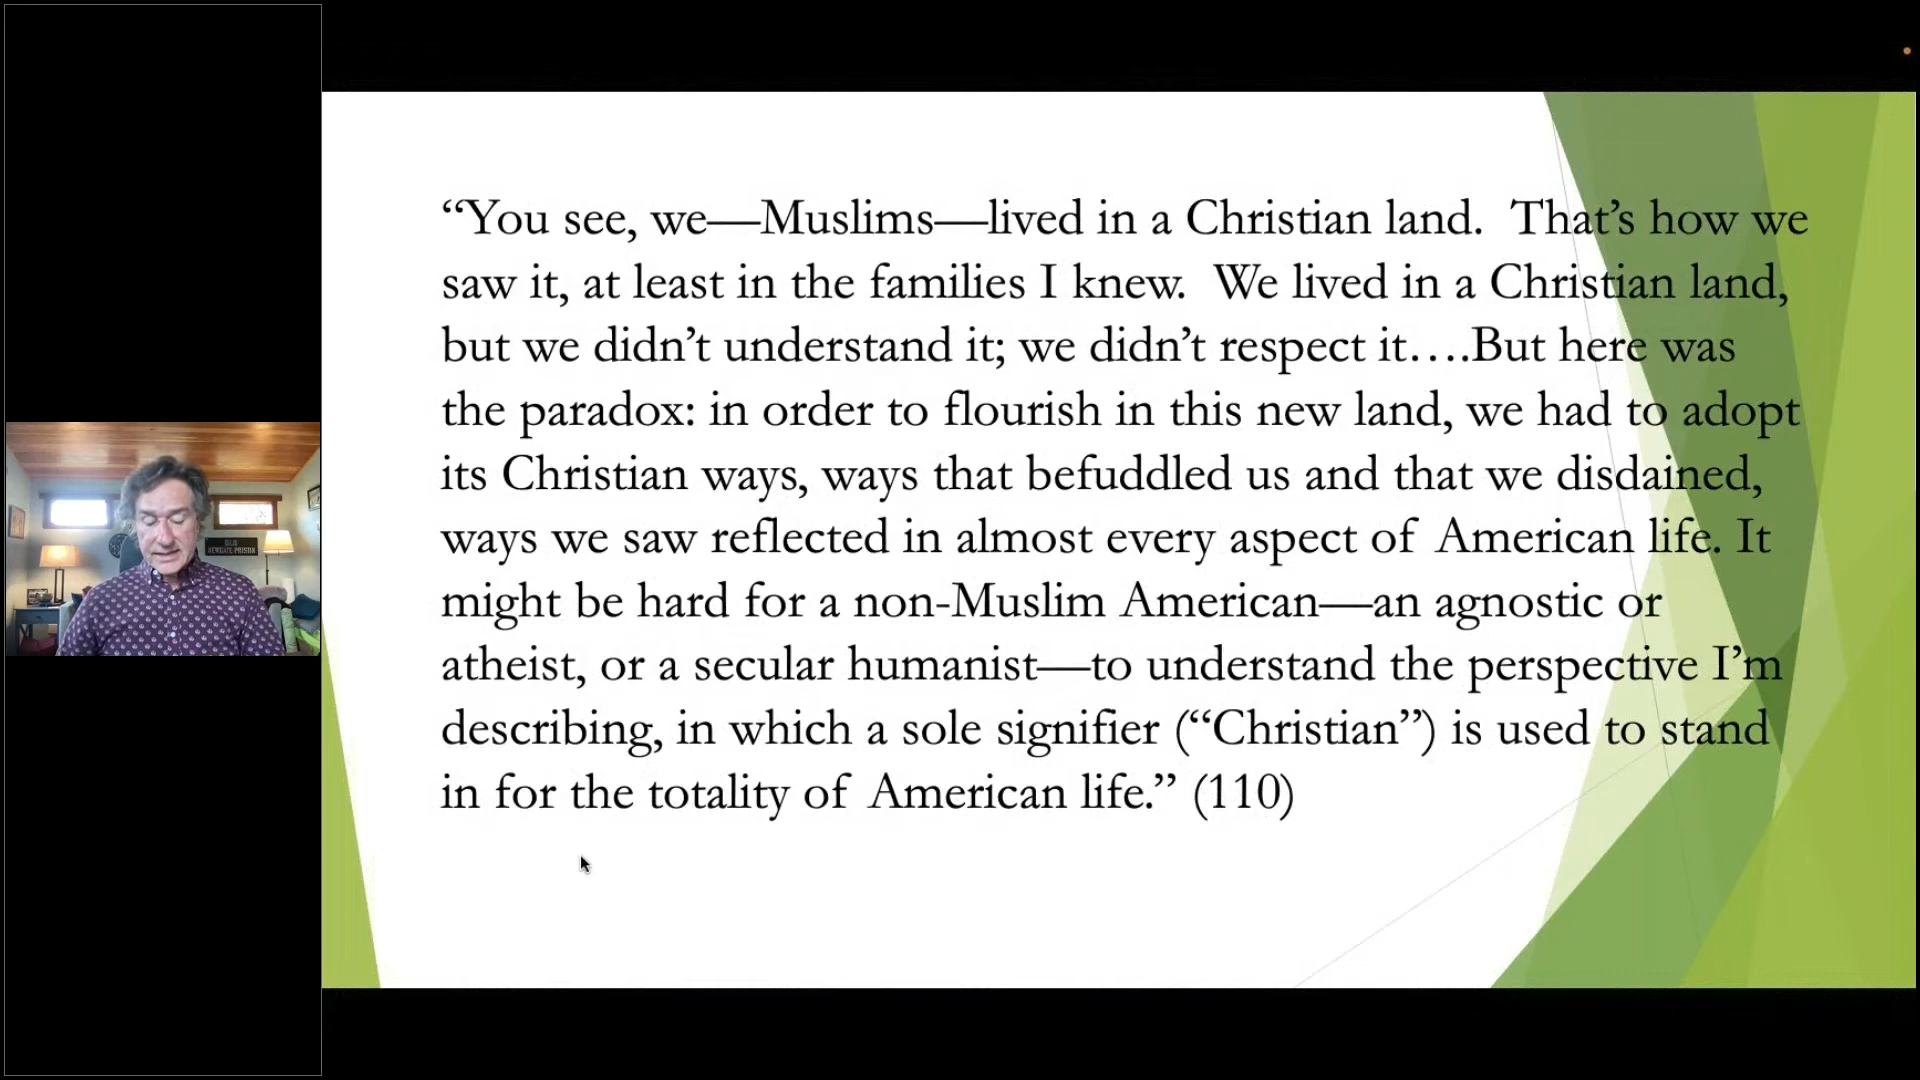 “You see, we—Muslims—lived in a Christian land.  That’s how we
saw it, at least in the families I knew.  We lived in a Christian land,
but we didn’t understand it; we didn’t respect it….But here was
the paradox: in order to flourish in this new land, we had to adopt
its Christian ways, ways that befuddled us and that we disdained,
ways we saw reflected in almost every aspect of American life. It
might be hard for a non-Muslim American—an agnostic or
atheist, or a secular humanist—to understand the perspective I’m
describing, in which a sole signifier (“Christian”) is used to stand
in for the totality of American life.” (110)
NEWGATE PRISON